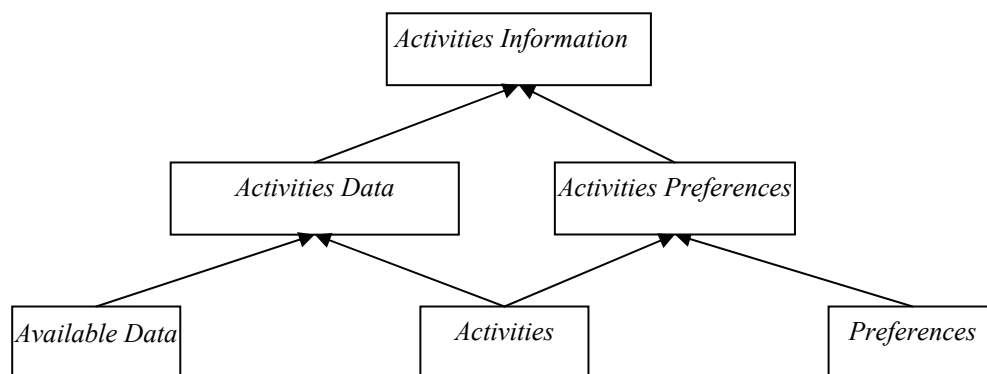 Activities Information
Activities Data
Activities Preferences
Available Data
Activities
Preferences